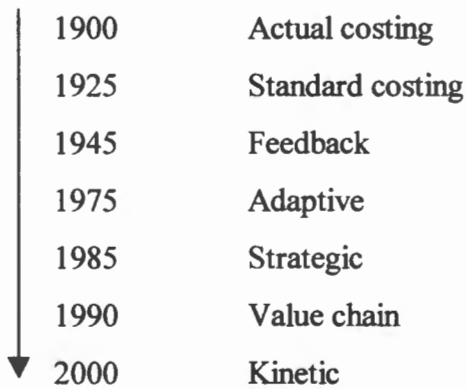 1900 Actual costing
1925 Standard costing
1945 Feedback
1975 Adaptive
1985 Strategic
1990 Value chain
2000 Kinetic